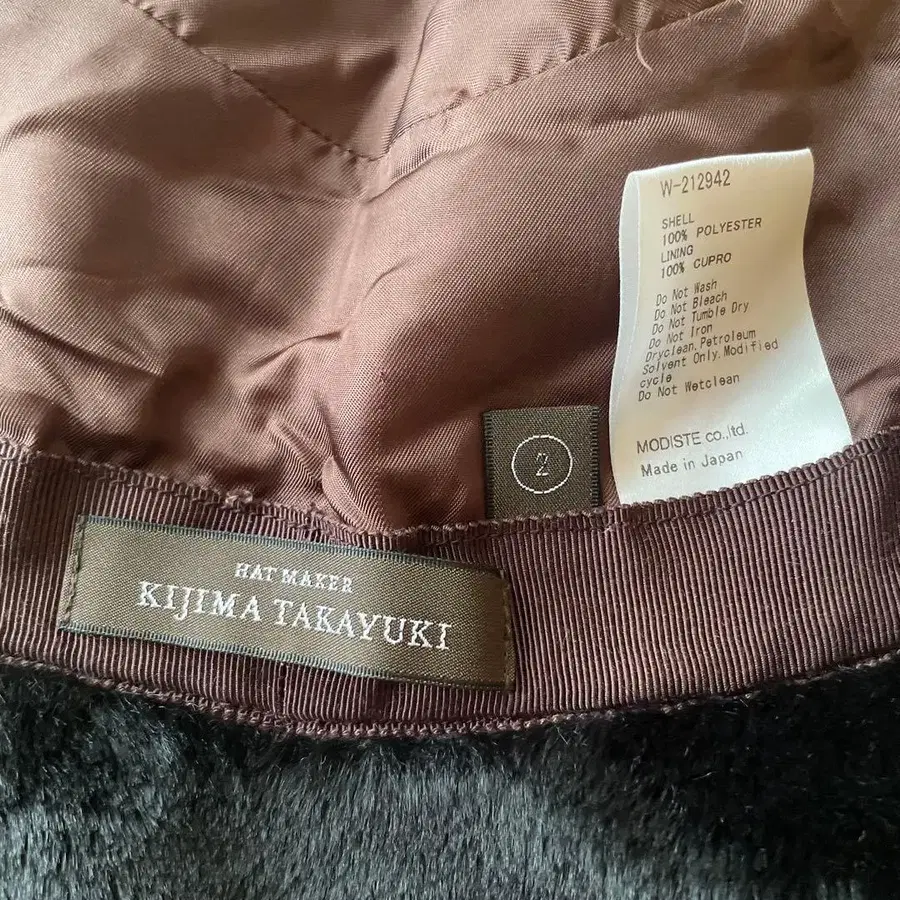 W-212942
SHELL
100% POLYESTER
LINING
100% CUPRO
Do Not Wash
Do Not Bleach
Do Not Tumble Dry
Do Not Iron
Dryclean.Petroleum
Solvent Only.Modified
cycle
Do Not Wetclean
MODISTE co.,ltd.
Made in Japan
2
HAT MAKER
KIJIMA TAKAYUKI